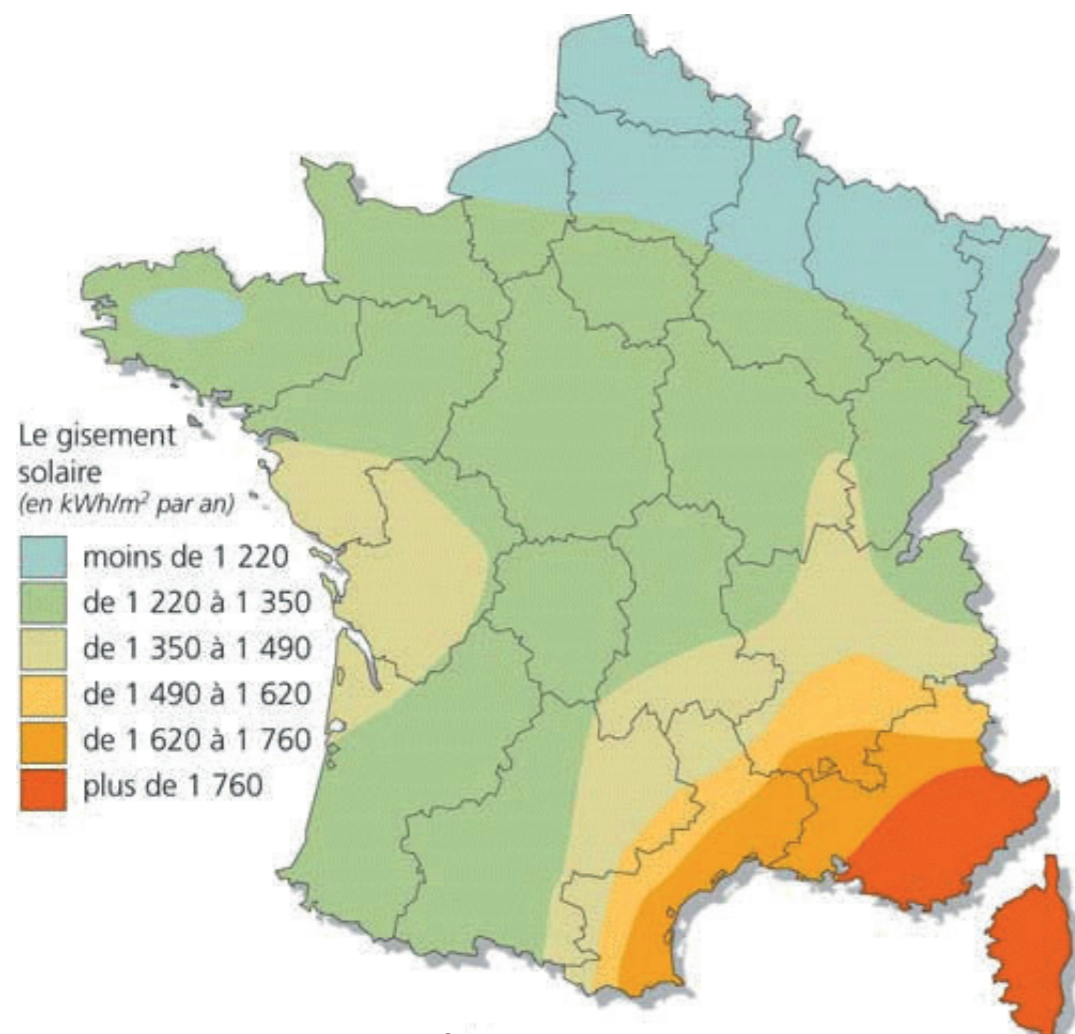 Le gisement
solaire
(en kWh/m² par an)
moins de 1 220
de 1 220 à 1 350
de 1 350 à 1 490
de 1 490 à 1 620
de 1 620 à 1 760
plus de 1 760